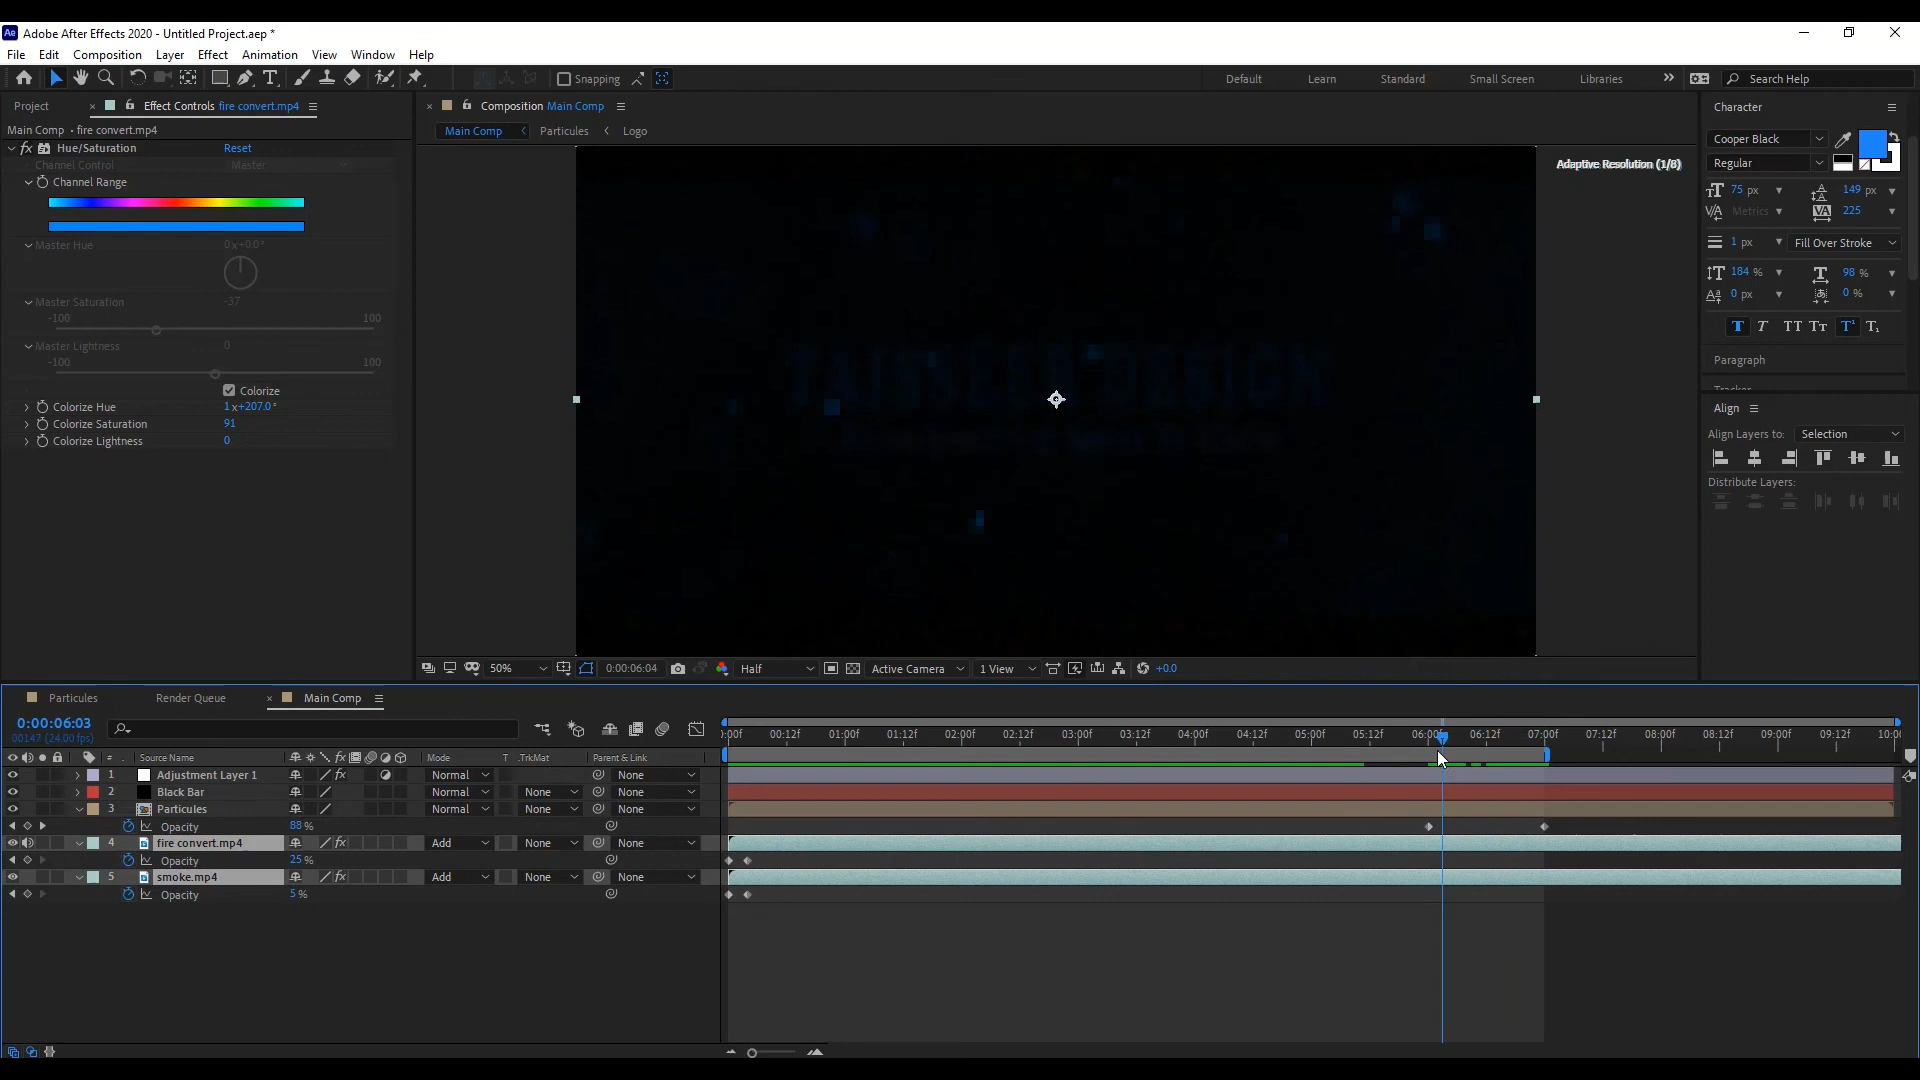 Adobe After Effects 2020 - Untitled Project.aep *
File Edit Composition Layer Effect Animation View Window Help
Snapping Default Learn Standard Small Screen Libraries Search Help
Project Effect Controls fire convert.mp4
Composition Main Comp
Character
Main Comp • fire convert.mp4
Main Comp Particules Logo
Cooper Black
Hue/Saturation Reset
Channel Control Master
Adaptive Resolution (1/8)
Regular
Channel Range
75 px 149 px
Metrics 225
Master Hue 0x+0.0°
1 px Fill Over Stroke
184 % 98 %
0 px 0 %
Master Saturation -37
-100 100
T T TT Tt T¹ T₁
Master Lightness 0
-100 100
Paragraph
Colorize
Tracker
Colorize Hue 1x+207.0°
Align
Colorize Saturation 91
Align Layers to: Selection
Colorize Lightness 0
Distribute Layers:
50% 0:00:06:04 Half Active Camera 1 View +0.0
Particules Render Queue Main Comp
0:00:06:03
00147 (24.00 fps)
:00f 00:12f 01:00f 01:12f 02:00f 02:12f 03:00f 03:12f 04:00f 04:12f 05:00f 05:12f 06:00f 06:12f 07:00f 07:12f 08:00f 08:12f 09:00f 09:12f 10:00
# Source Name Mode T .TrkMat Parent & Link
1 Adjustment Layer 1 Normal None
2 Black Bar Normal None None
3 Particules Normal None None
Opacity 88 %
4 fire convert.mp4 Add None None
Opacity 25 %
5 smoke.mp4 Add None None
Opacity 5 %